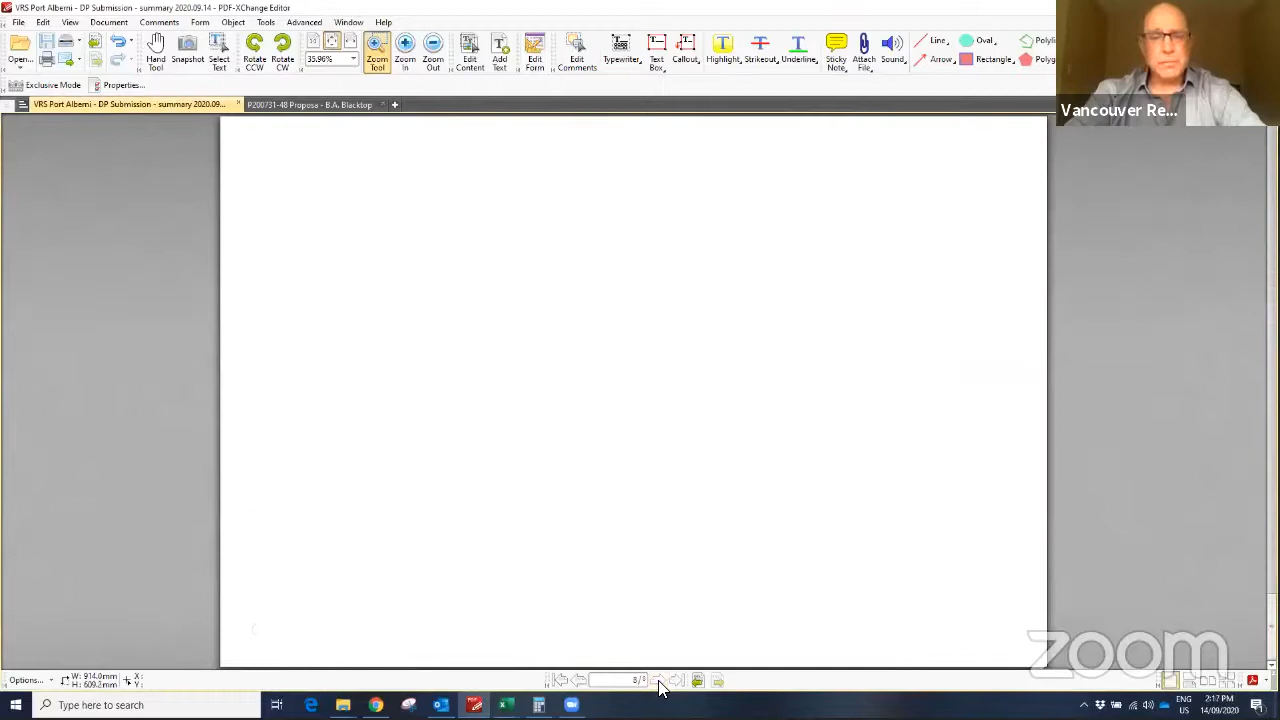 VRS Port Alberni - DP Submission - summary 2020.09.14 - PDF-XChange Editor
File Edit View Document Comments Form Object Tools Advanced Window Help
Open... Hand Tool Snapshot Select Text Rotate CCW Rotate CW 35.96% Zoom Tool Zoom In Zoom Out Edit Content Add Text Edit Form Edit Comments Typewriter. Text Box. Callout. Highlight. Strikeout. Underline. Sticky Note. Attach File. Sound. Line. Arrow. Oval. Rectangle. Polyli Polyg
Exclusive Mode Properties...
VRS Port Alberni - DP Submission - summary 2020.09... P200731-48 Proposa - B.A. Blacktop
Vancouver Re...
zoom
Options... W: 914.0mm X:
H: 609.2mm Y:
8/8
Type here to search
ENG 2:17 PM
US 14/09/2020